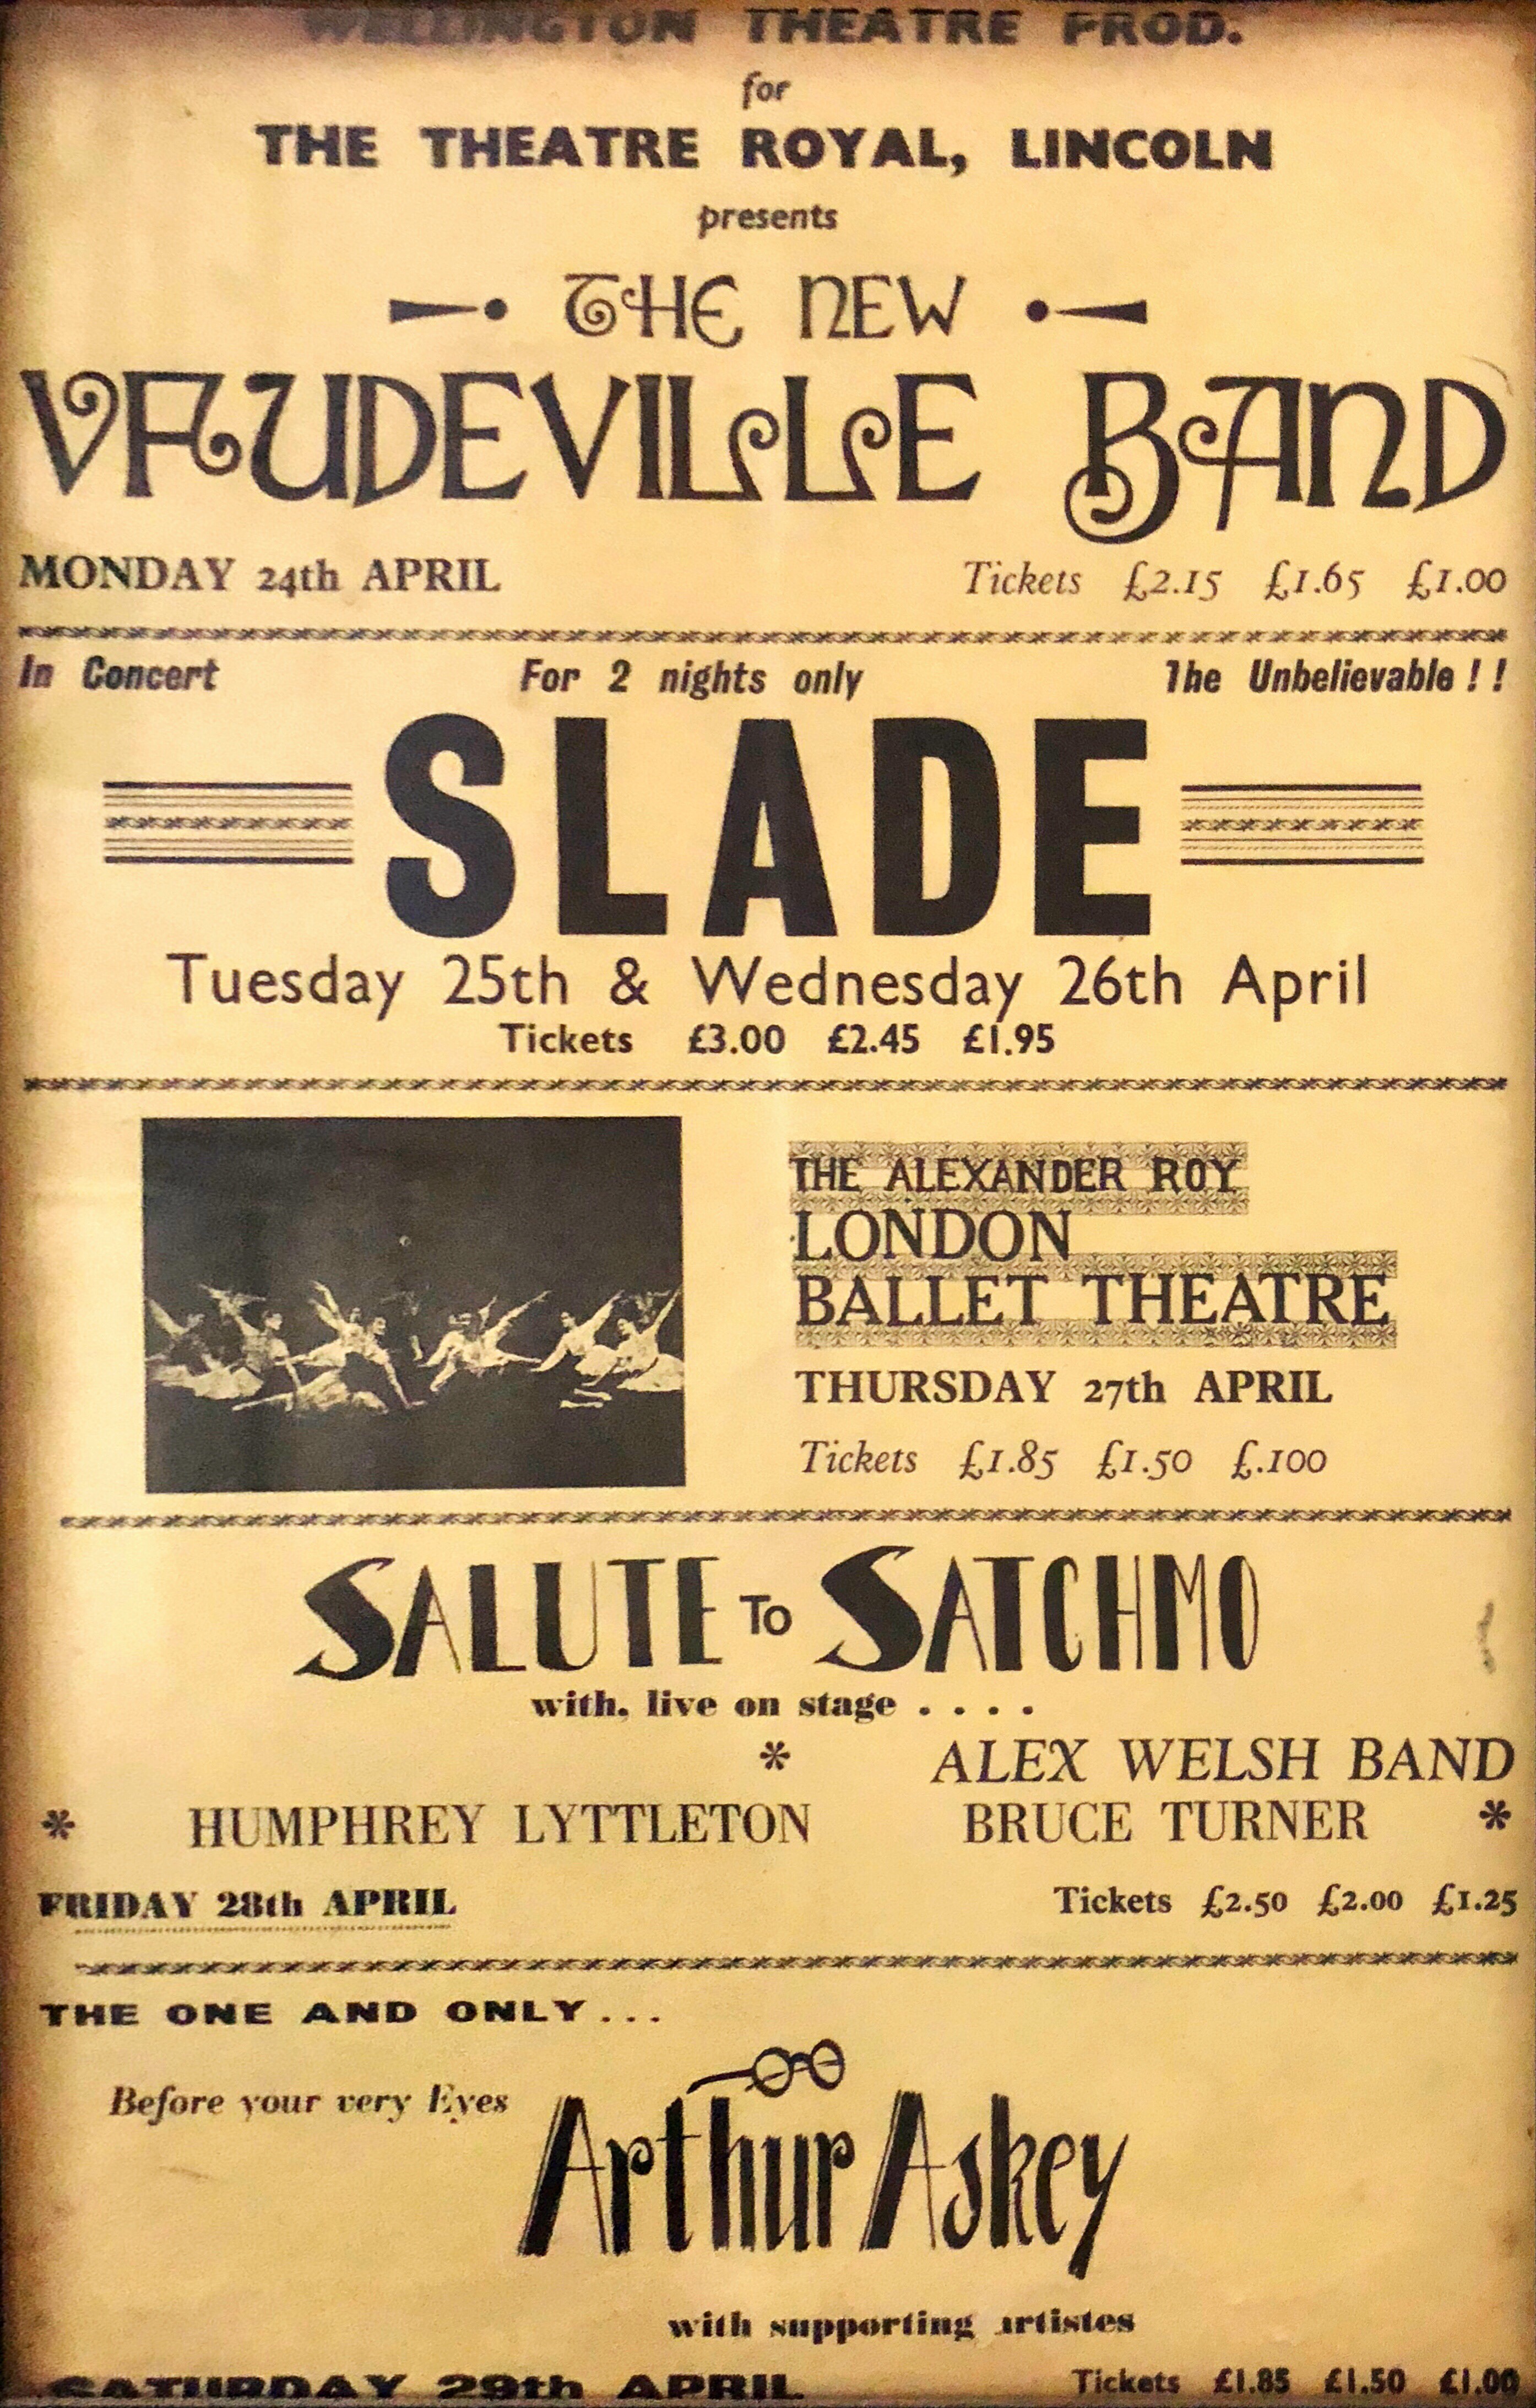 WELLINGTON THEATRE PROD.
for
THE THEATRE ROYAL, LINCOLN
presents
THE NEW
VAUDEVILLE BAND
MONDAY 24th APRIL Tickets £2.15 £1.65 £1.00
In Concert For 2 nights only The Unbelievable ! !
SLADE
Tuesday 25th & Wednesday 26th April
Tickets £3.00 £2.45 £1.95
THE ALEXANDER ROY
LONDON
BALLET THEATRE
THURSDAY 27th APRIL
Tickets £1.85 £1.50 £.100
SALUTE To SATCHMO
with, live on stage . . . .
* ALEX WELSH BAND
* HUMPHREY LYTTLETON BRUCE TURNER *
FRIDAY 28th APRIL Tickets £2.50 £2.00 £1.25
THE ONE AND ONLY...
Before your very Eyes
Arthur Askey
with supporting artistes
SATURDAY 29th APRIL Tickets £1.85 £1.50 £1.00